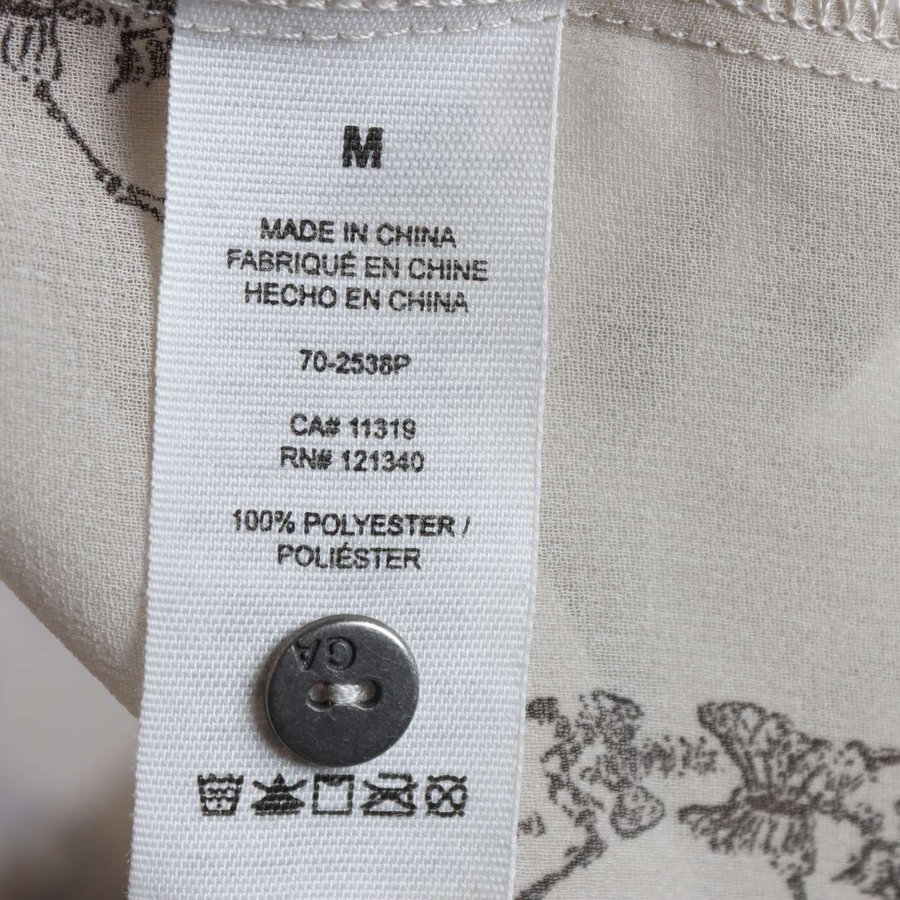 M
MADE IN CHINA
FABRIQUÉ EN CHINE
HECHO EN CHINA
70-2538P
CA# 11319
RN# 121340
100% POLYESTER /
POLIÉSTER
GA